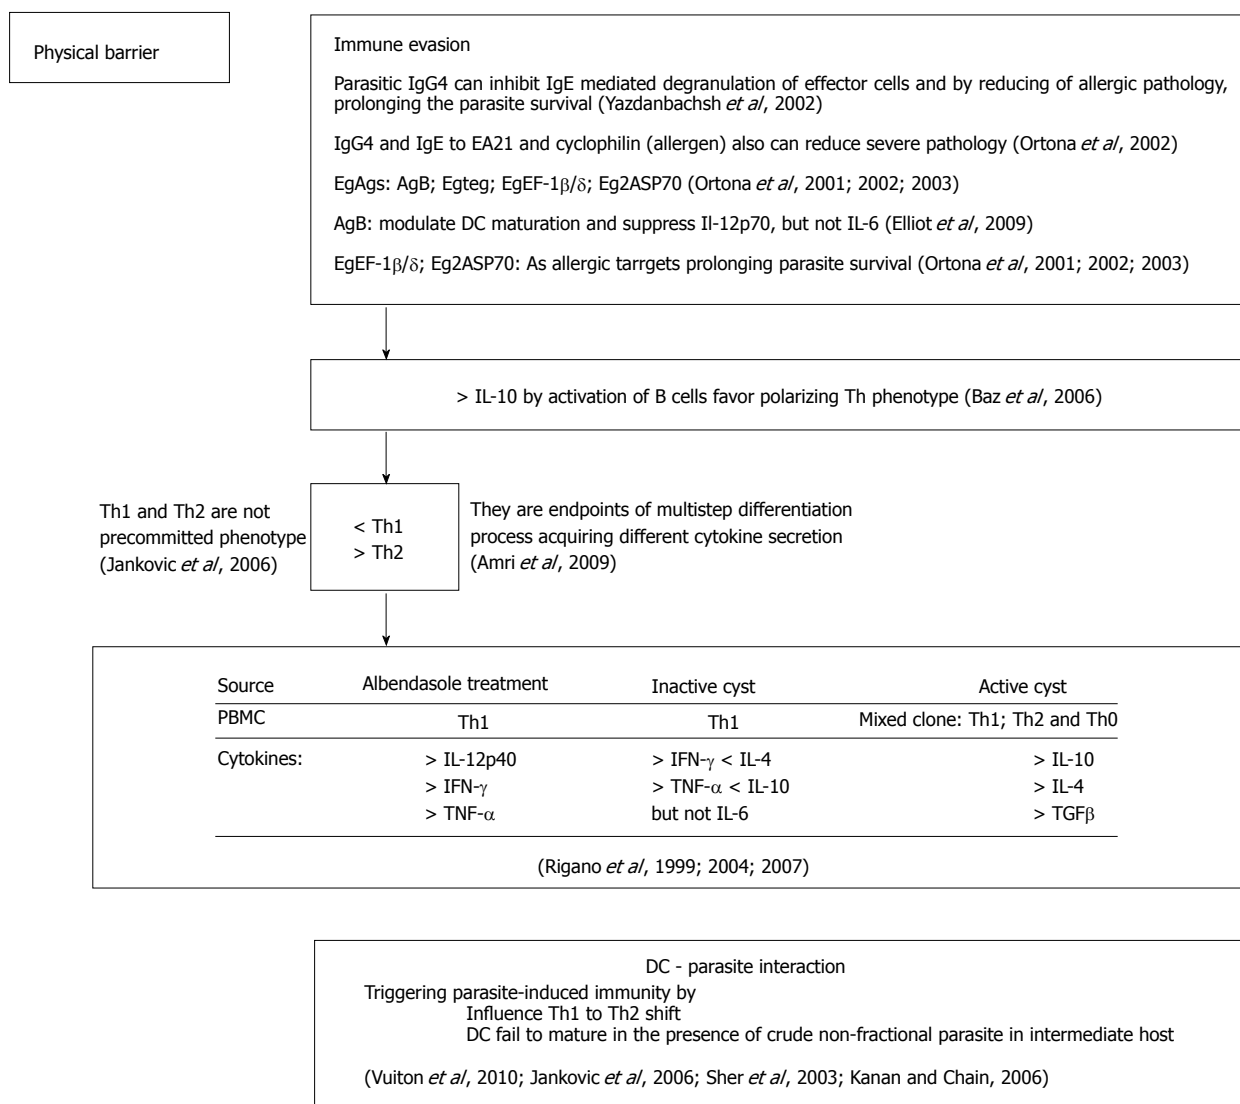 Physical barrier
Immune evasion
Parasitic IgG4 can inhibit IgE mediated degranulation of effector cells and by reducing of allergic pathology,
prolonging the parasite survival (Yazdanbachsh et al, 2002)
IgG4 and IgE to EA21 and cyclophilin (allergen) also can reduce severe pathology (Ortona et al, 2002)
EgAgs: AgB; Egteg; EgEF-1β/δ; Eg2ASP70 (Ortona et al, 2001; 2002; 2003)
AgB: modulate DC maturation and suppress Il-12p70, but not IL-6 (Elliot et al, 2009)
EgEF-1β/δ; Eg2ASP70: As allergic tarrgets prolonging parasite survival (Ortona et al, 2001; 2002; 2003)
> IL-10 by activation of B cells favor polarizing Th phenotype (Baz et al, 2006)
Th1 and Th2 are not
precommitted phenotype
(Jankovic et al, 2006)
< Th1
> Th2
They are endpoints of multistep differentiation
process acquiring different cytokine secretion
(Amri et al, 2009)
Source Albendasole treatment Inactive cyst Active cyst
PBMC Th1 Th1 Mixed clone: Th1; Th2 and Th0
Cytokines: > IL-12p40 > IFN-γ < IL-4 > IL-10
> IFN-γ > TNF-α < IL-10 > IL-4
> TNF-α but not IL-6 > TGFβ
(Rigano et al, 1999; 2004; 2007)
DC - parasite interaction
Triggering parasite-induced immunity by
Influence Th1 to Th2 shift
DC fail to mature in the presence of crude non-fractional parasite in intermediate host
(Vuiton et al, 2010; Jankovic et al, 2006; Sher et al, 2003; Kanan and Chain, 2006)